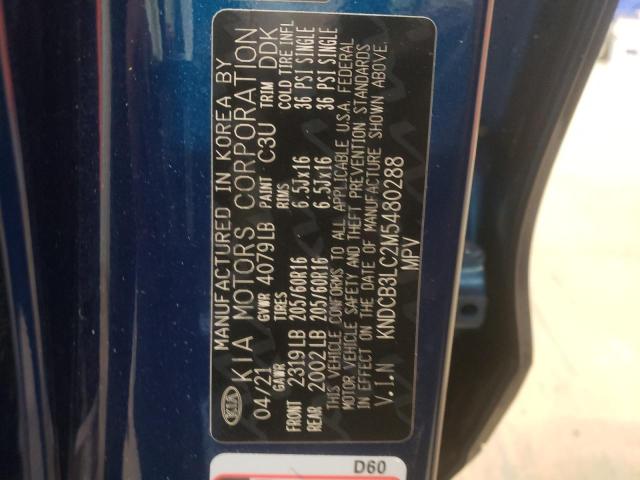 MANUFACTURED IN KOREA BY
KIA KIA MOTORS CORPORATION
04/21 GVWR 4079LB PAINT C3U TRIM DDK
GAWR TIRES RIMS COLD TIRE INFL
FRONT 2319LB 205/60R16 6.5Jx16 36 PSI SINGLE
REAR 2002LB 205/60R16 6.5Jx16 36 PSI SINGLE
THIS VEHICLE CONFORMS TO ALL APPLICABLE U.S.A. FEDERAL
MOTOR VEHICLE SAFETY AND THEFT PREVENTION STANDARDS
IN EFFECT ON THE DATE OF MANUFACTURE SHOWN ABOVE.
V.I.N KNDCB3LC2M5480288
MPV
D60